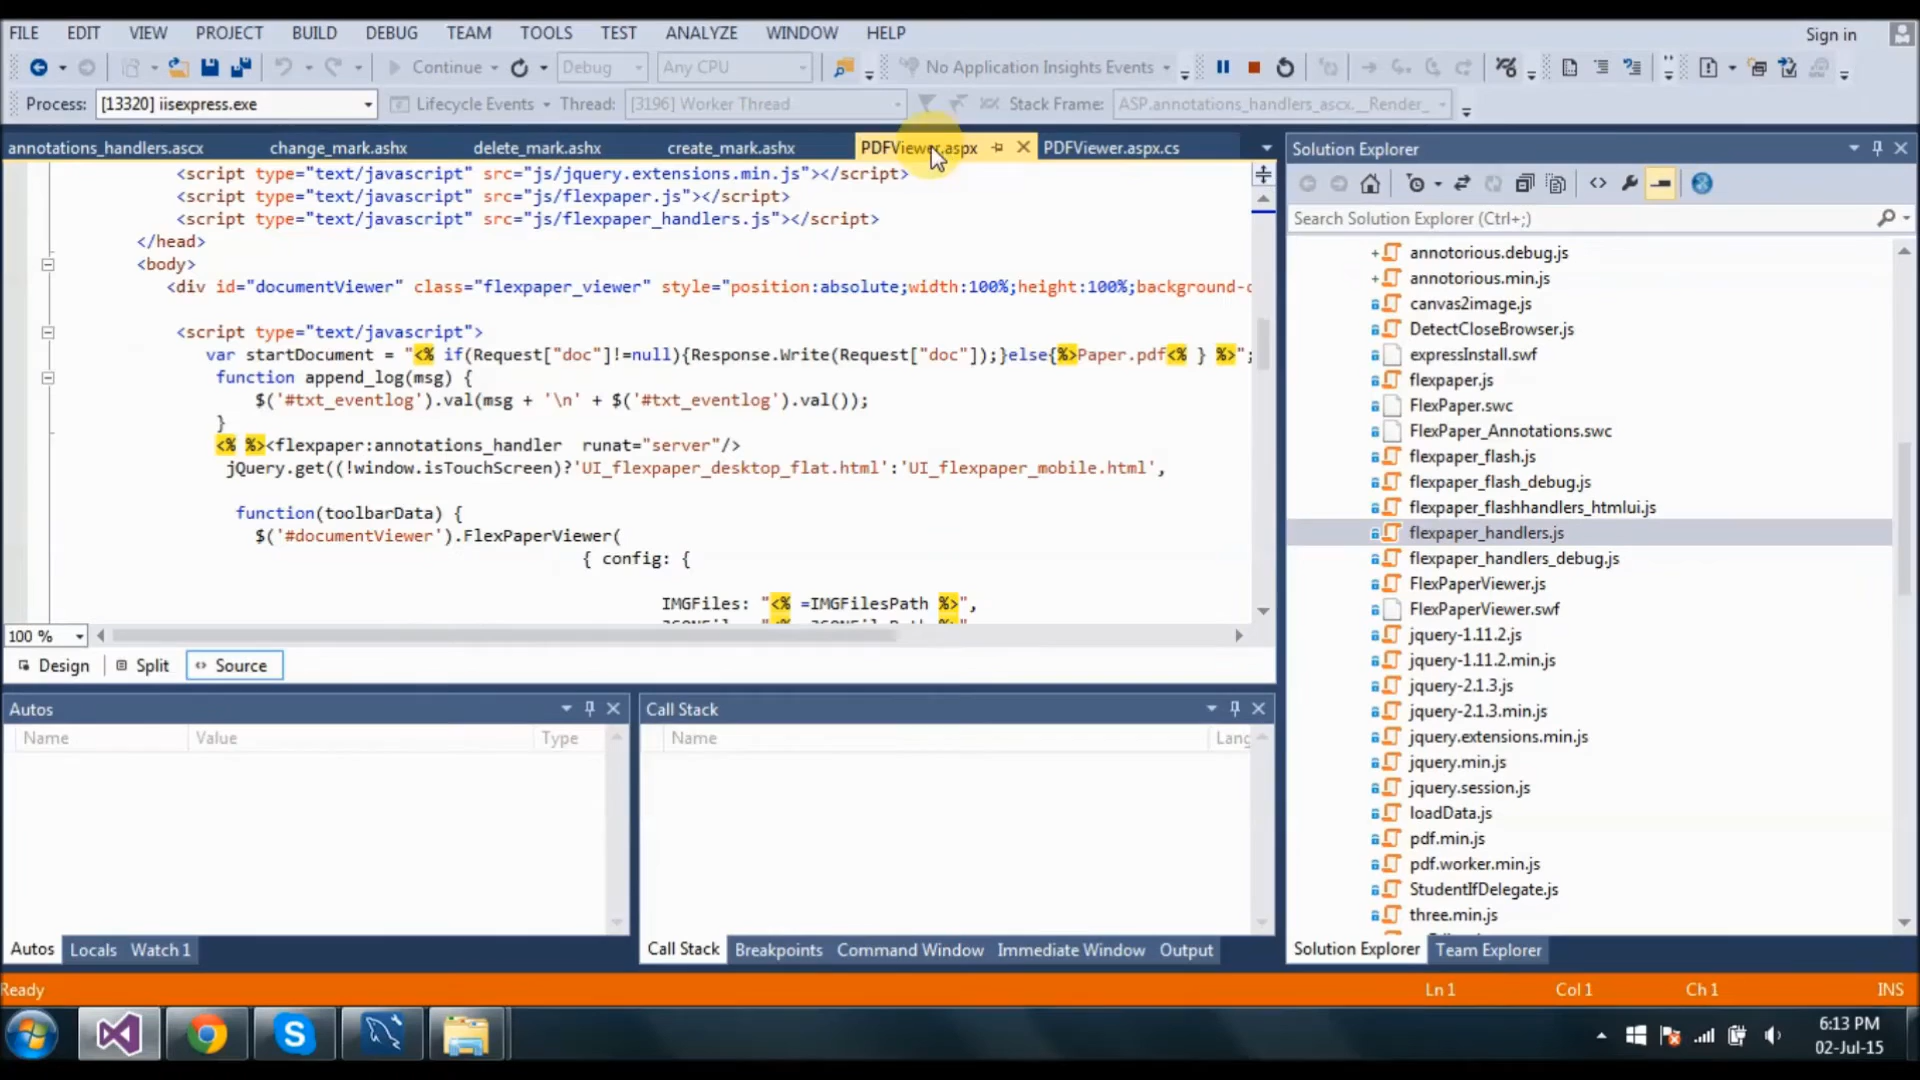 FILE EDIT VIEW PROJECT BUILD DEBUG TEAM TOOLS TEST ANALYZE WINDOW HELP Sign in
Continue Debug Any CPU No Application Insights Events
Process: [13320] iisexpress.exe Lifecycle Events Thread: [3196] Worker Thread Stack Frame: ASP.annotations_handlers_ascx.__Render_
annotations_handlers.ascx change_mark.ashx delete_mark.ashx create_mark.ashx PDFViewer.aspx PDFViewer.aspx.cs
<script type="text/javascript" src="js/jquery.extensions.min.js"></script>
<script type="text/javascript" src="js/flexpaper.js"></script>
<script type="text/javascript" src="js/flexpaper_handlers.js"></script>
</head>
<body>
<div id="documentViewer" class="flexpaper_viewer" style="position:absolute;width:100%;height:100%;background-c
<script type="text/javascript">
var startDocument = "<% if(Request["doc"]!=null){Response.Write(Request["doc"]);}else{%>Paper.pdf<% } %>";
function append_log(msg) {
$('#txt_eventlog').val(msg + '\n' + $('#txt_eventlog').val());
}
<% %><flexpaper:annotations_handler runat="server"/>
jQuery.get((!window.isTouchScreen)?'UI_flexpaper_desktop_flat.html':'UI_flexpaper_mobile.html',
function(toolbarData) {
$('#documentViewer').FlexPaperViewer(
{ config: {
IMGFiles: "<% =IMGFilesPath %>",
100 %
Design Split Source
Autos
Name Value Type
Autos Locals Watch 1
Call Stack
Name Lang
Call Stack Breakpoints Command Window Immediate Window Output
Solution Explorer
Search Solution Explorer (Ctrl+;)
annotorious.debug.js
annotorious.min.js
canvas2image.js
DetectCloseBrowser.js
expressInstall.swf
flexpaper.js
FlexPaper.swc
FlexPaper_Annotations.swc
flexpaper_flash.js
flexpaper_flash_debug.js
flexpaper_flashhandlers_htmlui.js
flexpaper_handlers.js
flexpaper_handlers_debug.js
FlexPaperViewer.js
FlexPaperViewer.swf
jquery-1.11.2.js
jquery-1.11.2.min.js
jquery-2.1.3.js
jquery-2.1.3.min.js
jquery.extensions.min.js
jquery.min.js
jquery.session.js
loadData.js
pdf.min.js
pdf.worker.min.js
StudentIfDelegate.js
three.min.js
Solution Explorer Team Explorer
Ready Ln 1 Col 1 Ch 1 INS
6:13 PM
02-Jul-15